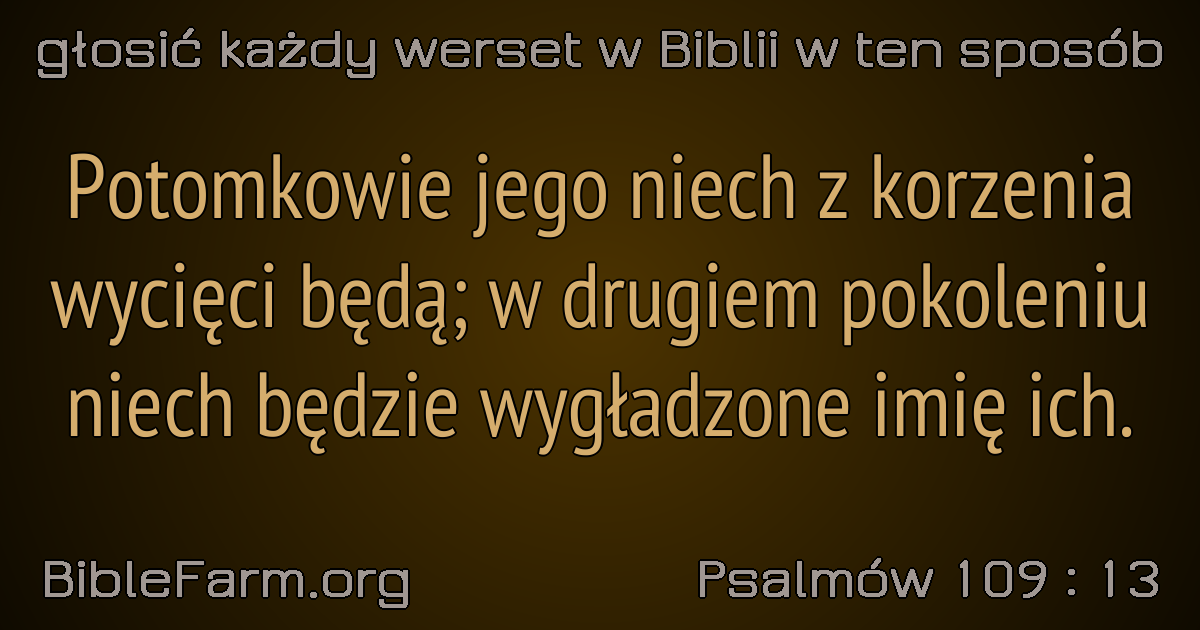 głosić każdy werset w Biblii w ten sposób
Potomkowie jego niech z korzenia
wycięci będą; w drugiem pokoleniu
niech będzie wygładzone imię ich.
BibleFarm.org
Psalmów 109 : 13